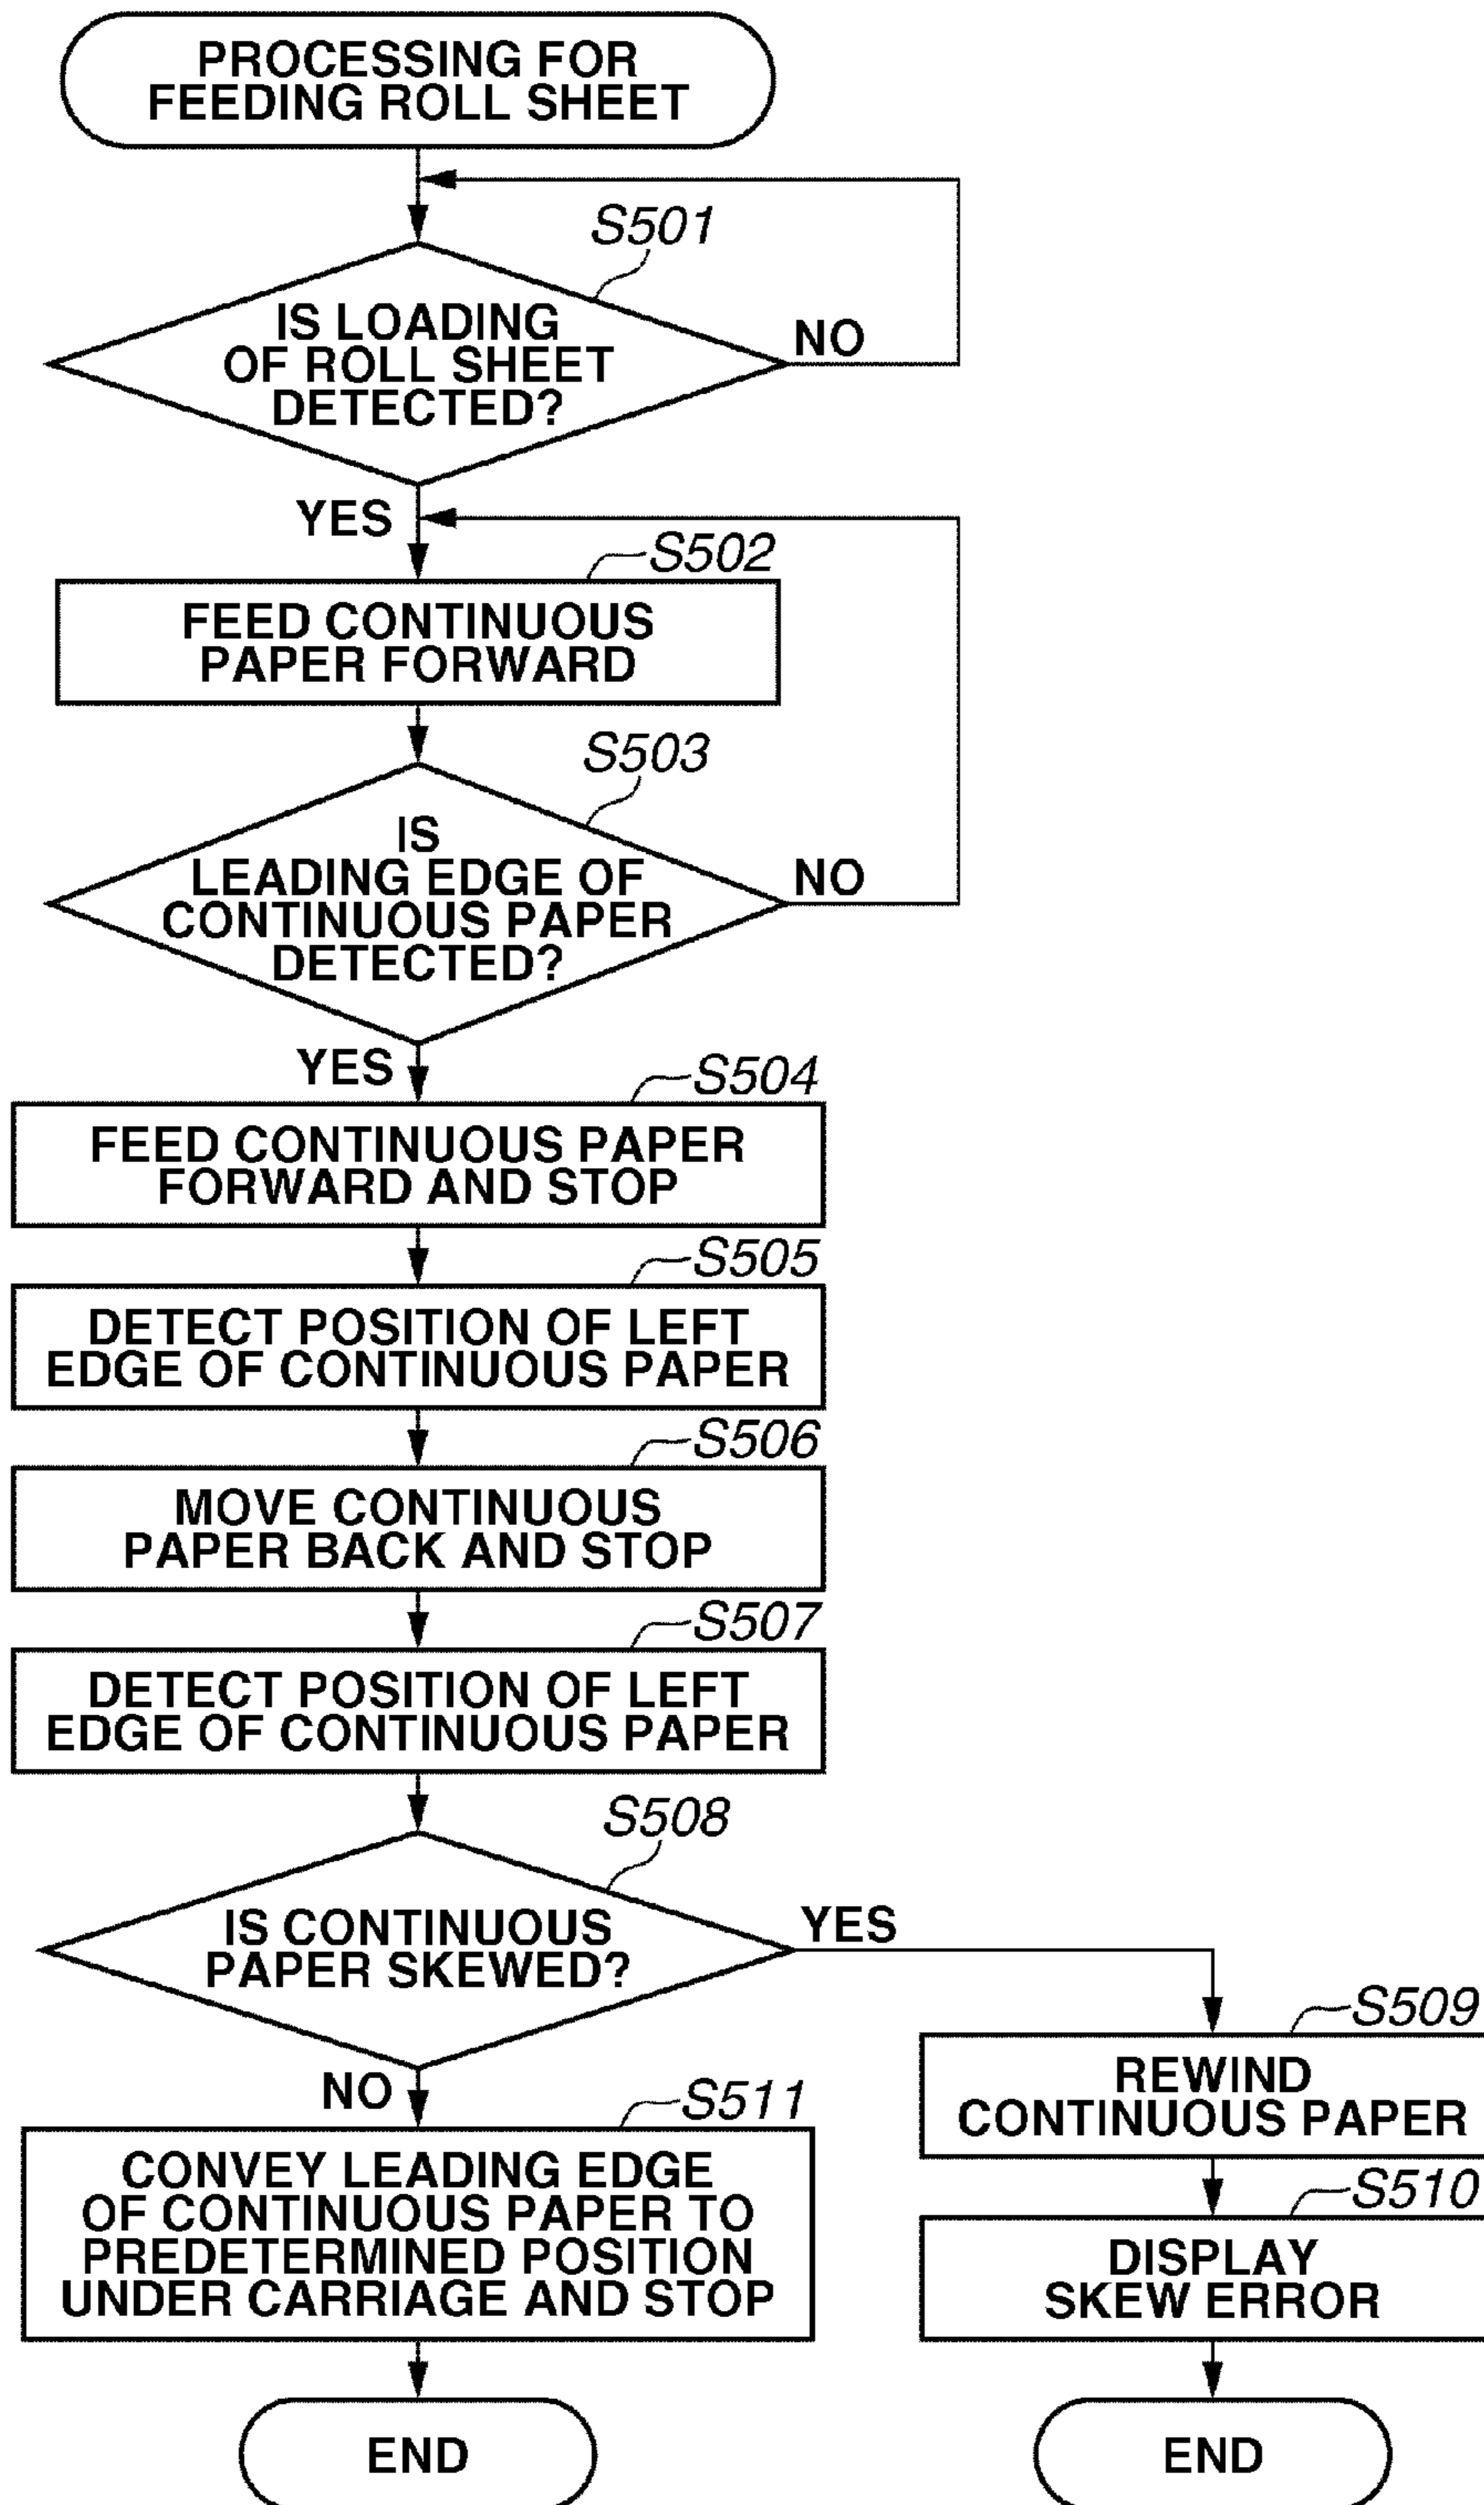 PROCESSING FOR
FEEDING ROLL SHEET
S501
IS LOADING
OF ROLL SHEET
DETECTED?
NO
YES
S502
FEED CONTINUOUS
PAPER FORWARD
S503
IS
LEADING EDGE OF
CONTINUOUS PAPER
DETECTED?
NO
YES
S504
FEED CONTINUOUS PAPER
FORWARD AND STOP
S505
DETECT POSITION OF LEFT
EDGE OF CONTINUOUS PAPER
S506
MOVE CONTINUOUS
PAPER BACK AND STOP
S507
DETECT POSITION OF LEFT
EDGE OF CONTINUOUS PAPER
S508
IS CONTINUOUS
PAPER SKEWED?
YES
S509
REWIND
CONTINUOUS PAPER
S510
DISPLAY
SKEW ERROR
END
NO
S511
CONVEY LEADING EDGE
OF CONTINUOUS PAPER TO
PREDETERMINED POSITION
UNDER CARRIAGE AND STOP
END